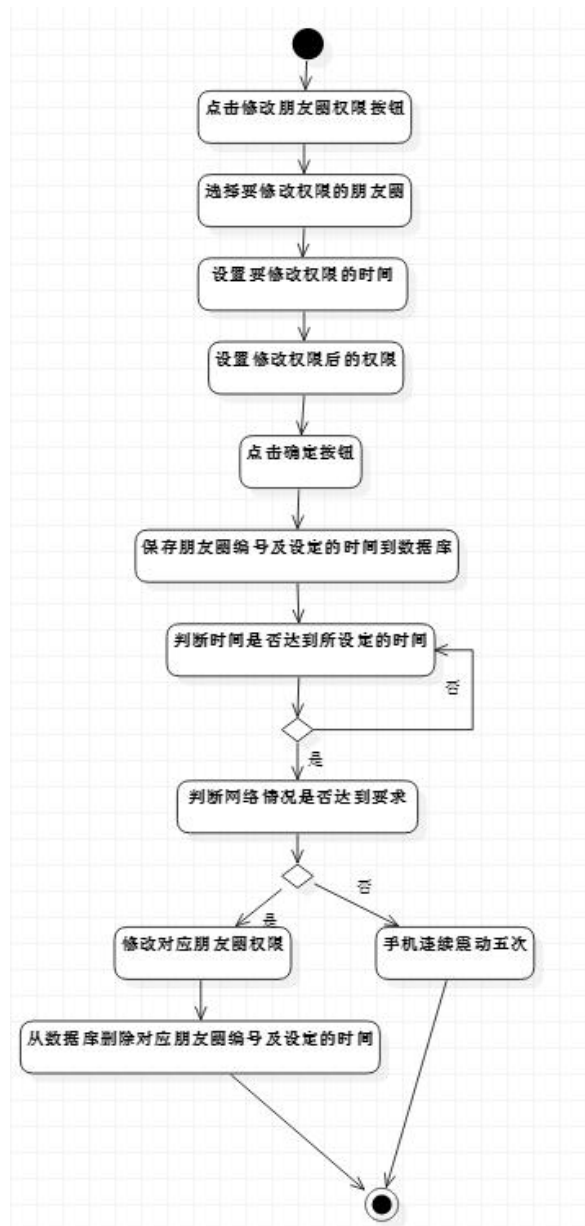 点击修改朋友圈权限按钮
选择要修改权限的朋友圈
设置要修改权限的时间
设置修改权限后的权限
点击确定按钮
保存朋友圈编号及设定的时间到数据库
判断时间是否达到所设定的时间
否
是
判断网络情况是否达到要求
否
是
修改对应朋友圈权限
手机连续震动五次
从数据库删除对应朋友圈编号及设定的时间